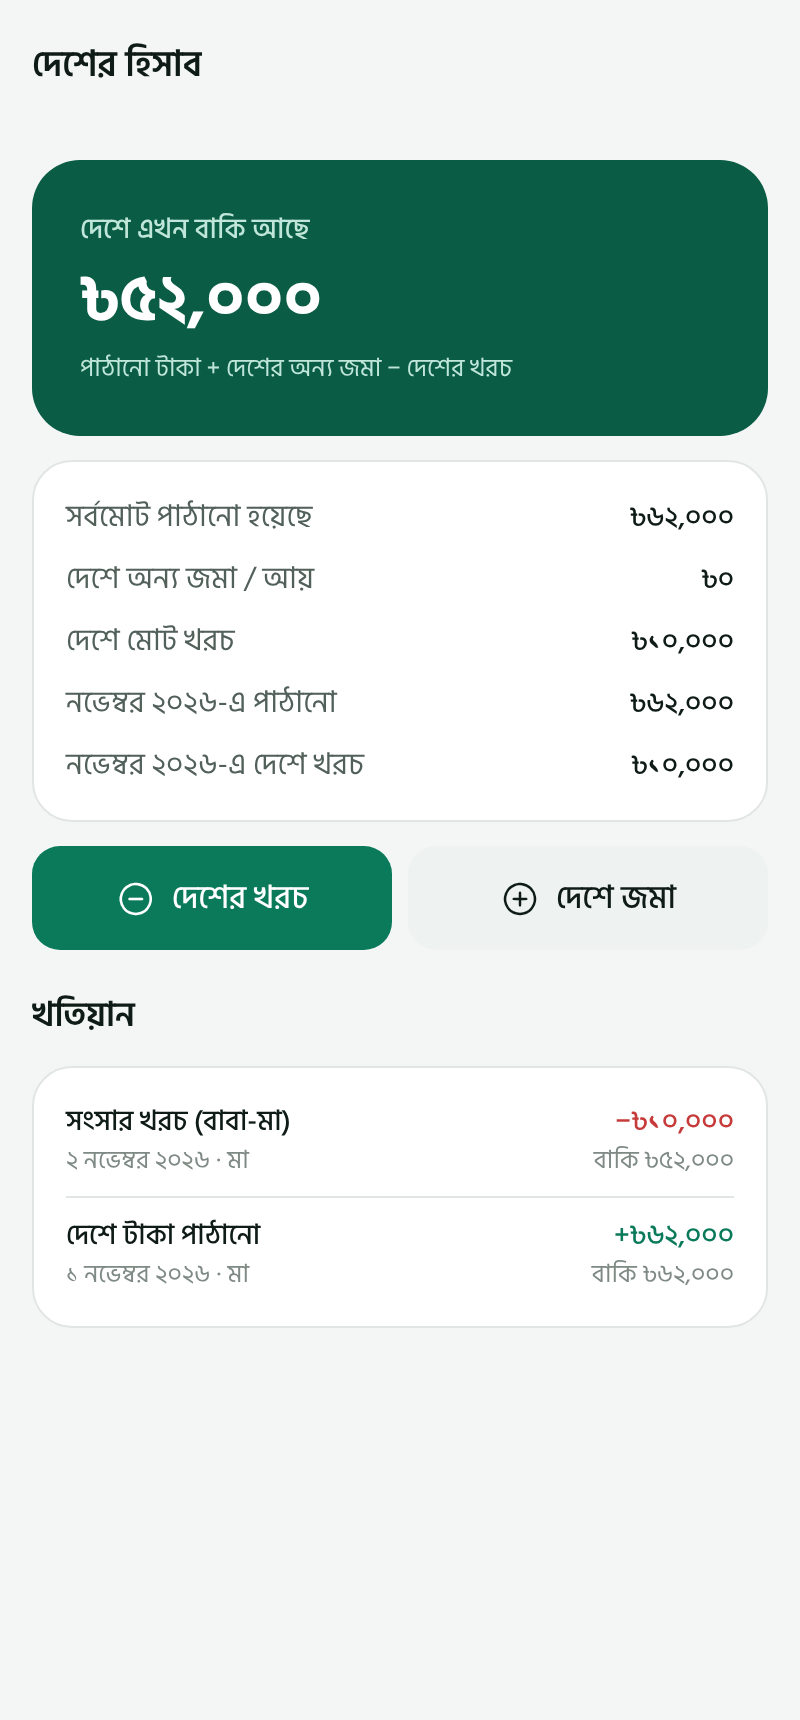 দেশের হিসাব
দেশে এখন বাকি আছে
৳৫২,০০০
পাঠানো টাকা + দেশের অন্য জমা − দেশের খরচ
সর্বমোট পাঠানো হয়েছে ৳৬২,০০০
দেশে অন্য জমা / আয় ৳০
দেশে মোট খরচ ৳১০,০০০
নভেম্বর ২০২৬-এ পাঠানো ৳৬২,০০০
নভেম্বর ২০২৬-এ দেশে খরচ ৳১০,০০০
দেশের খরচ দেশে জমা
খতিয়ান
সংসার খরচ (বাবা-মা) −৳১০,০০০
২ নভেম্বর ২০২৬ · মা বাকি ৳৫২,০০০
দেশে টাকা পাঠানো +৳৬২,০০০
১ নভেম্বর ২০২৬ · মা বাকি ৳৬২,০০০